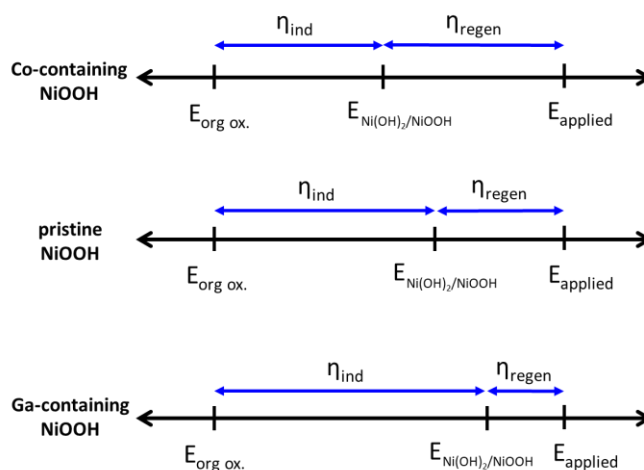 η_ind η_regen
Co-containing
NiOOH
E_org ox. E_Ni(OH)₂/NiOOH E_applied
η_ind η_regen
pristine
NiOOH
E_org ox. E_Ni(OH)₂/NiOOH E_applied
η_ind η_regen
Ga-containing
NiOOH
E_org ox. E_Ni(OH)₂/NiOOH E_applied